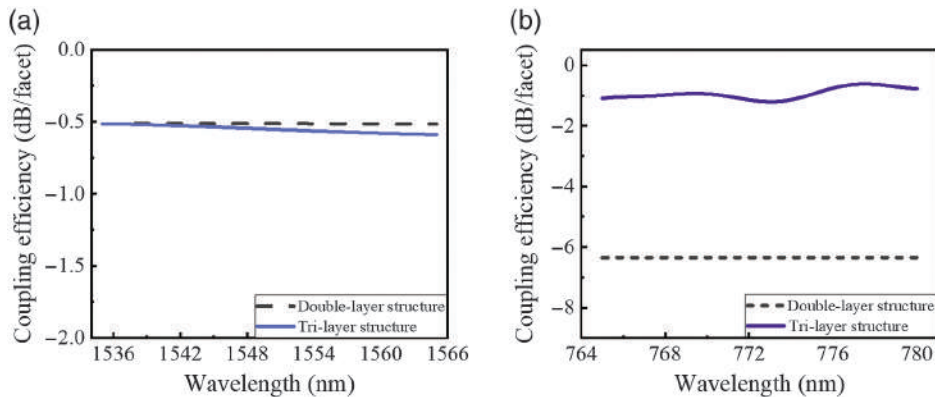 (a)
0.0
−0.5
−1.0
−1.5
−2.0
Coupling efficiency (dB/facet)
Double-layer structure
Tri-layer structure
1536 1542 1548 1554 1560 1566
Wavelength (nm)
(b)
0
−2
−4
−6
−8
Coupling efficiency (dB/facet)
Double-layer structure
Tri-layer structure
764 768 772 776 780
Wavelength (nm)